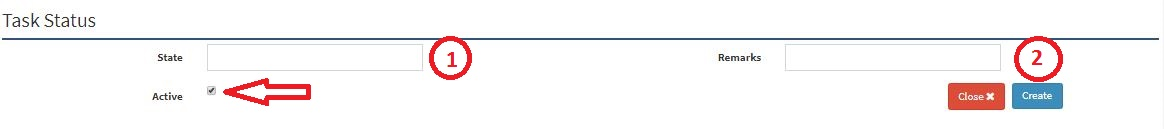 Task Status
State 1 Remarks 2
Active Close ✖ Create